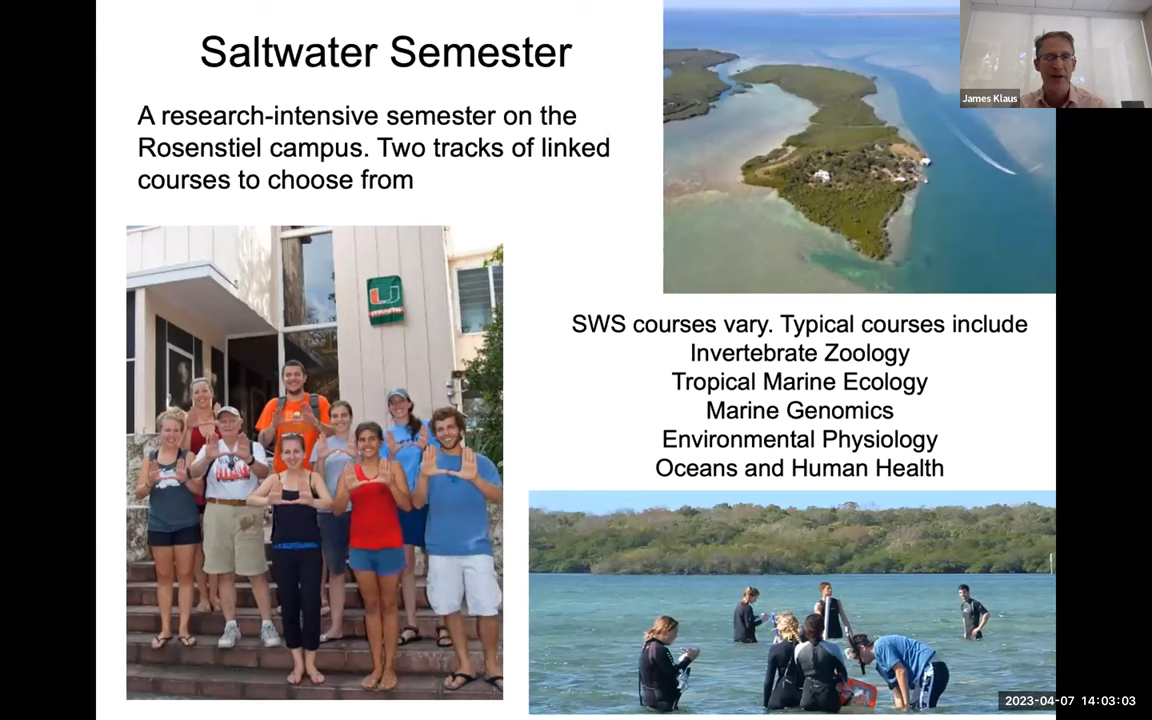 Saltwater Semester
James Klaus
A research-intensive semester on the
Rosenstiel campus. Two tracks of linked
courses to choose from
U
SWS courses vary. Typical courses include
Invertebrate Zoology
Tropical Marine Ecology
Marine Genomics
Environmental Physiology
Oceans and Human Health
2023-04-07 14:03:03